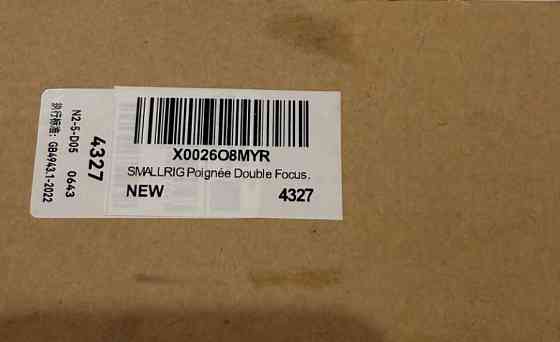 X0026O8MYR
SMALLRIG Poignée Double Focus.
NEW 4327
4327
N2-5-D05 0643
执行标准: GB4943.1-2022